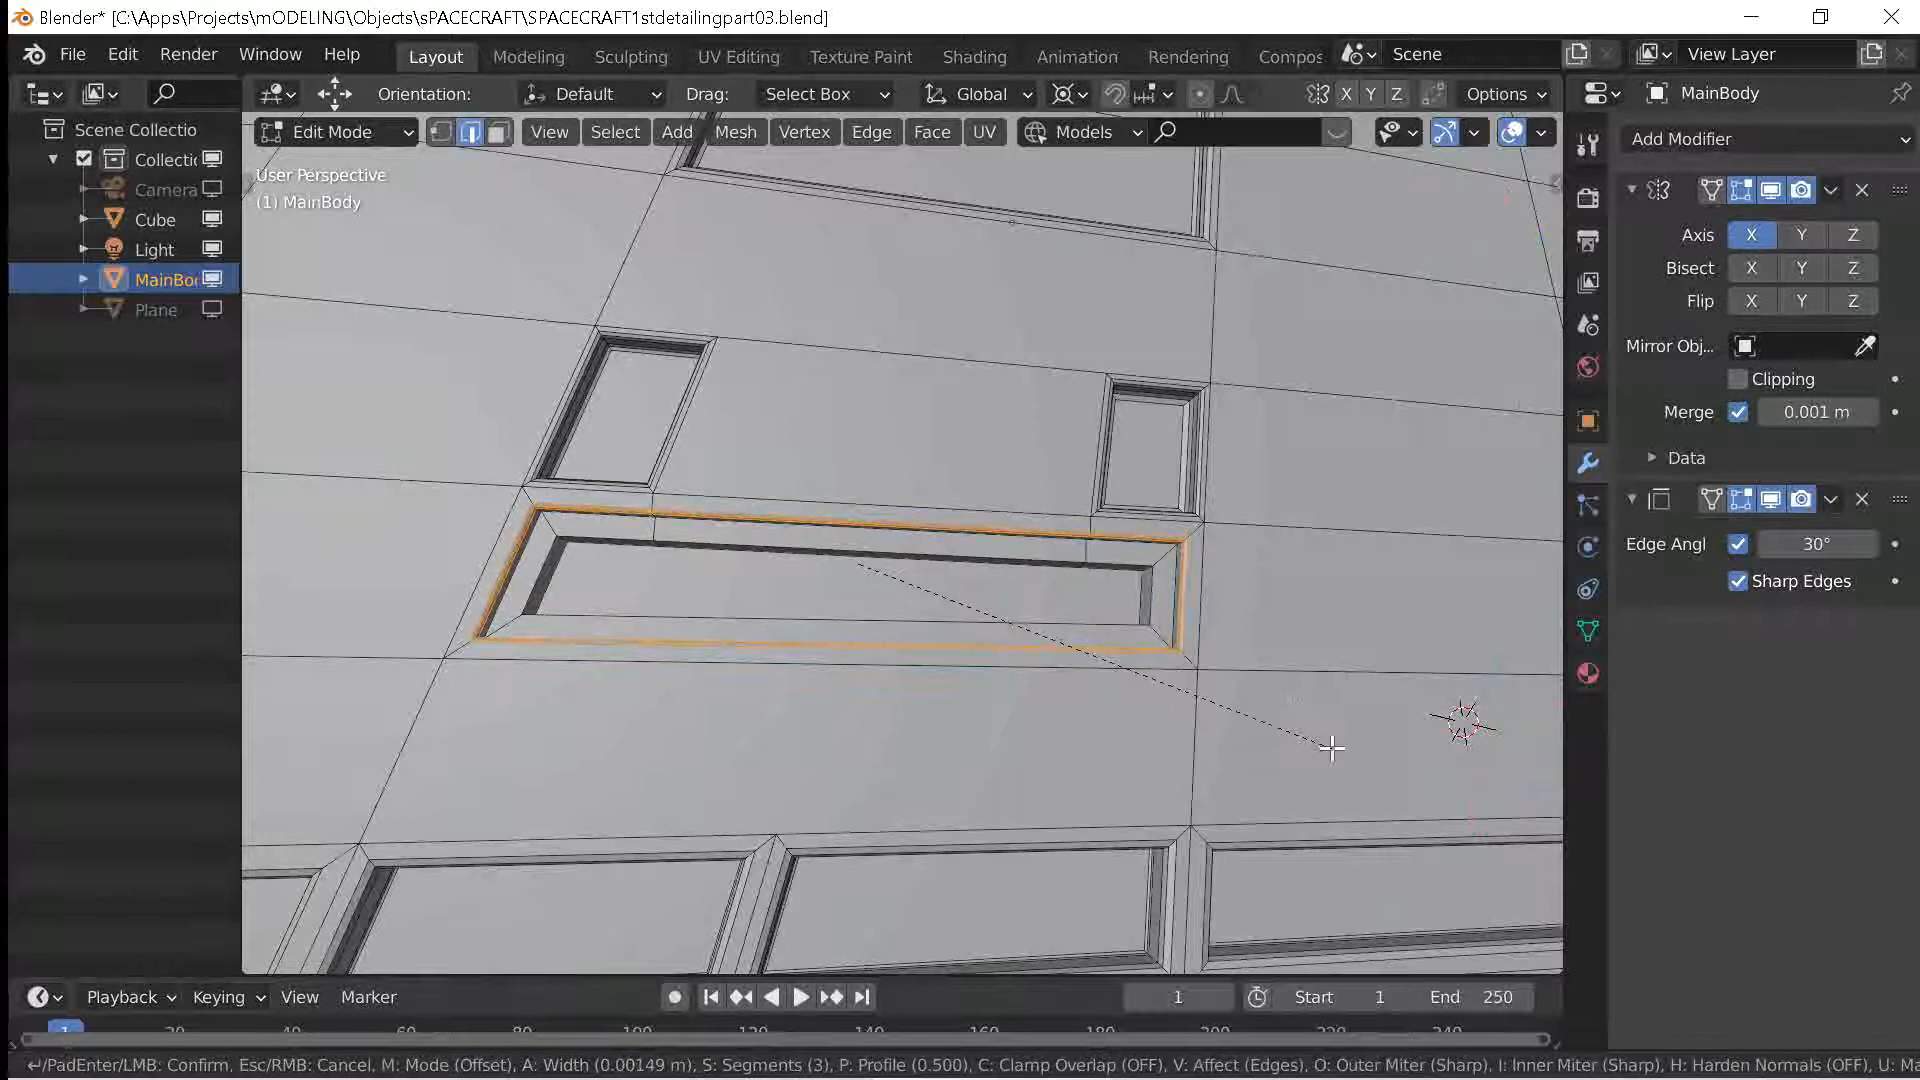 Blender* [C:\Apps\Projects\mODELING\Objects\sPACECRAFT\SPACECRAFT1stdetailingpart03.blend]
File Edit Render Window Help Layout Modeling Sculpting UV Editing Texture Paint Shading Animation Rendering Compos Scene View Layer
Orientation: Default Drag: Select Box Global X Y Z Options MainBody
Edit Mode View Select Add Mesh Vertex Edge Face UV Models
Add Modifier
Scene Collectio
Collectic
Camera
Cube
Light
MainBo
Plane
User Perspective
(1) MainBody
Axis X Y Z
Bisect X Y Z
Flip X Y Z
Mirror Obj...
Clipping
Merge 0.001 m
Data
Edge Angl 30°
Sharp Edges
Playback Keying View Marker 1 Start 1 End 250
1 20 40 60 80 100 120 140 160 180 200 220 240
/PadEnter/LMB: Confirm, Esc/RMB: Cancel, M: Mode (Offset), A: Width (0.00149 m), S: Segments (3), P: Profile (0.500), C: Clamp Overlap (OFF), V: Affect (Edges), O: Outer Miter (Sharp), I: Inner Miter (Sharp), H: Harden Normals (OFF), U: Ma